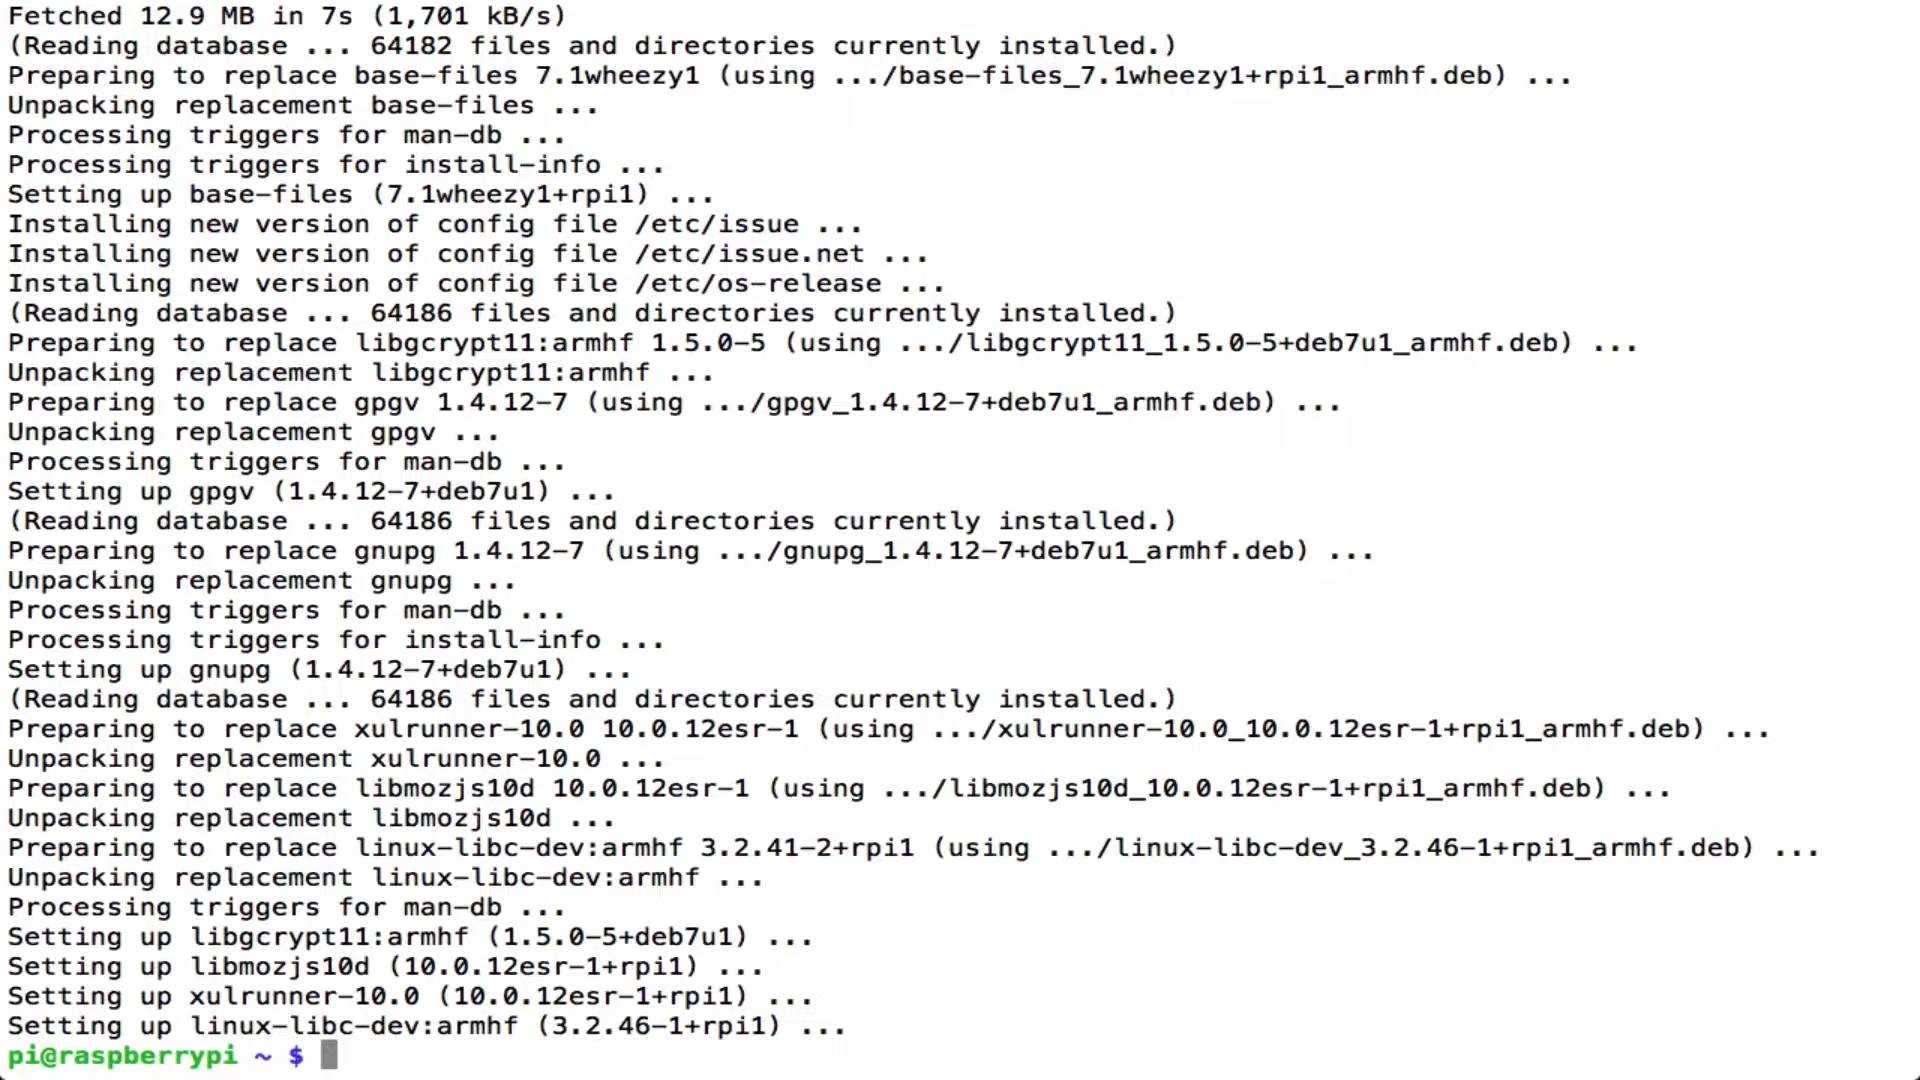 Fetched 12.9 MB in 7s (1,701 kB/s)
(Reading database ... 64182 files and directories currently installed.)
Preparing to replace base-files 7.1wheezy1 (using .../base-files_7.1wheezy1+rpi1_armhf.deb) ...
Unpacking replacement base-files ...
Processing triggers for man-db ...
Processing triggers for install-info ...
Setting up base-files (7.1wheezy1+rpi1) ...
Installing new version of config file /etc/issue ...
Installing new version of config file /etc/issue.net ...
Installing new version of config file /etc/os-release ...
(Reading database ... 64186 files and directories currently installed.)
Preparing to replace libgcrypt11:armhf 1.5.0-5 (using .../libgcrypt11_1.5.0-5+deb7u1_armhf.deb) ...
Unpacking replacement libgcrypt11:armhf ...
Preparing to replace gpgv 1.4.12-7 (using .../gpgv_1.4.12-7+deb7u1_armhf.deb) ...
Unpacking replacement gpgv ...
Processing triggers for man-db ...
Setting up gpgv (1.4.12-7+deb7u1) ...
(Reading database ... 64186 files and directories currently installed.)
Preparing to replace gnupg 1.4.12-7 (using .../gnupg_1.4.12-7+deb7u1_armhf.deb) ...
Unpacking replacement gnupg ...
Processing triggers for man-db ...
Processing triggers for install-info ...
Setting up gnupg (1.4.12-7+deb7u1) ...
(Reading database ... 64186 files and directories currently installed.)
Preparing to replace xulrunner-10.0 10.0.12esr-1 (using .../xulrunner-10.0_10.0.12esr-1+rpi1_armhf.deb) ...
Unpacking replacement xulrunner-10.0 ...
Preparing to replace libmozjs10d 10.0.12esr-1 (using .../libmozjs10d_10.0.12esr-1+rpi1_armhf.deb) ...
Unpacking replacement libmozjs10d ...
Preparing to replace linux-libc-dev:armhf 3.2.41-2+rpi1 (using .../linux-libc-dev_3.2.46-1+rpi1_armhf.deb) ...
Unpacking replacement linux-libc-dev:armhf ...
Processing triggers for man-db ...
Setting up libgcrypt11:armhf (1.5.0-5+deb7u1) ...
Setting up libmozjs10d (10.0.12esr-1+rpi1) ...
Setting up xulrunner-10.0 (10.0.12esr-1+rpi1) ...
Setting up linux-libc-dev:armhf (3.2.46-1+rpi1) ...
pi@raspberrypi ~ $